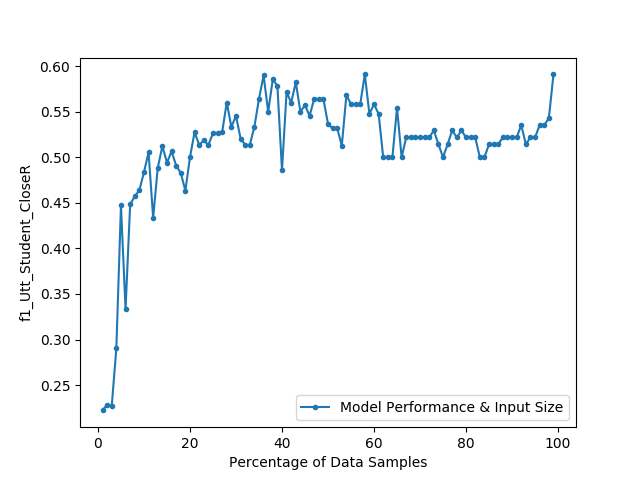 0.60
0.55
0.50
0.45
0.40
0.35
0.30
0.25
f1_Utt_Student_CloseR
Model Performance & Input Size
0 20 40 60 80 100
Percentage of Data Samples